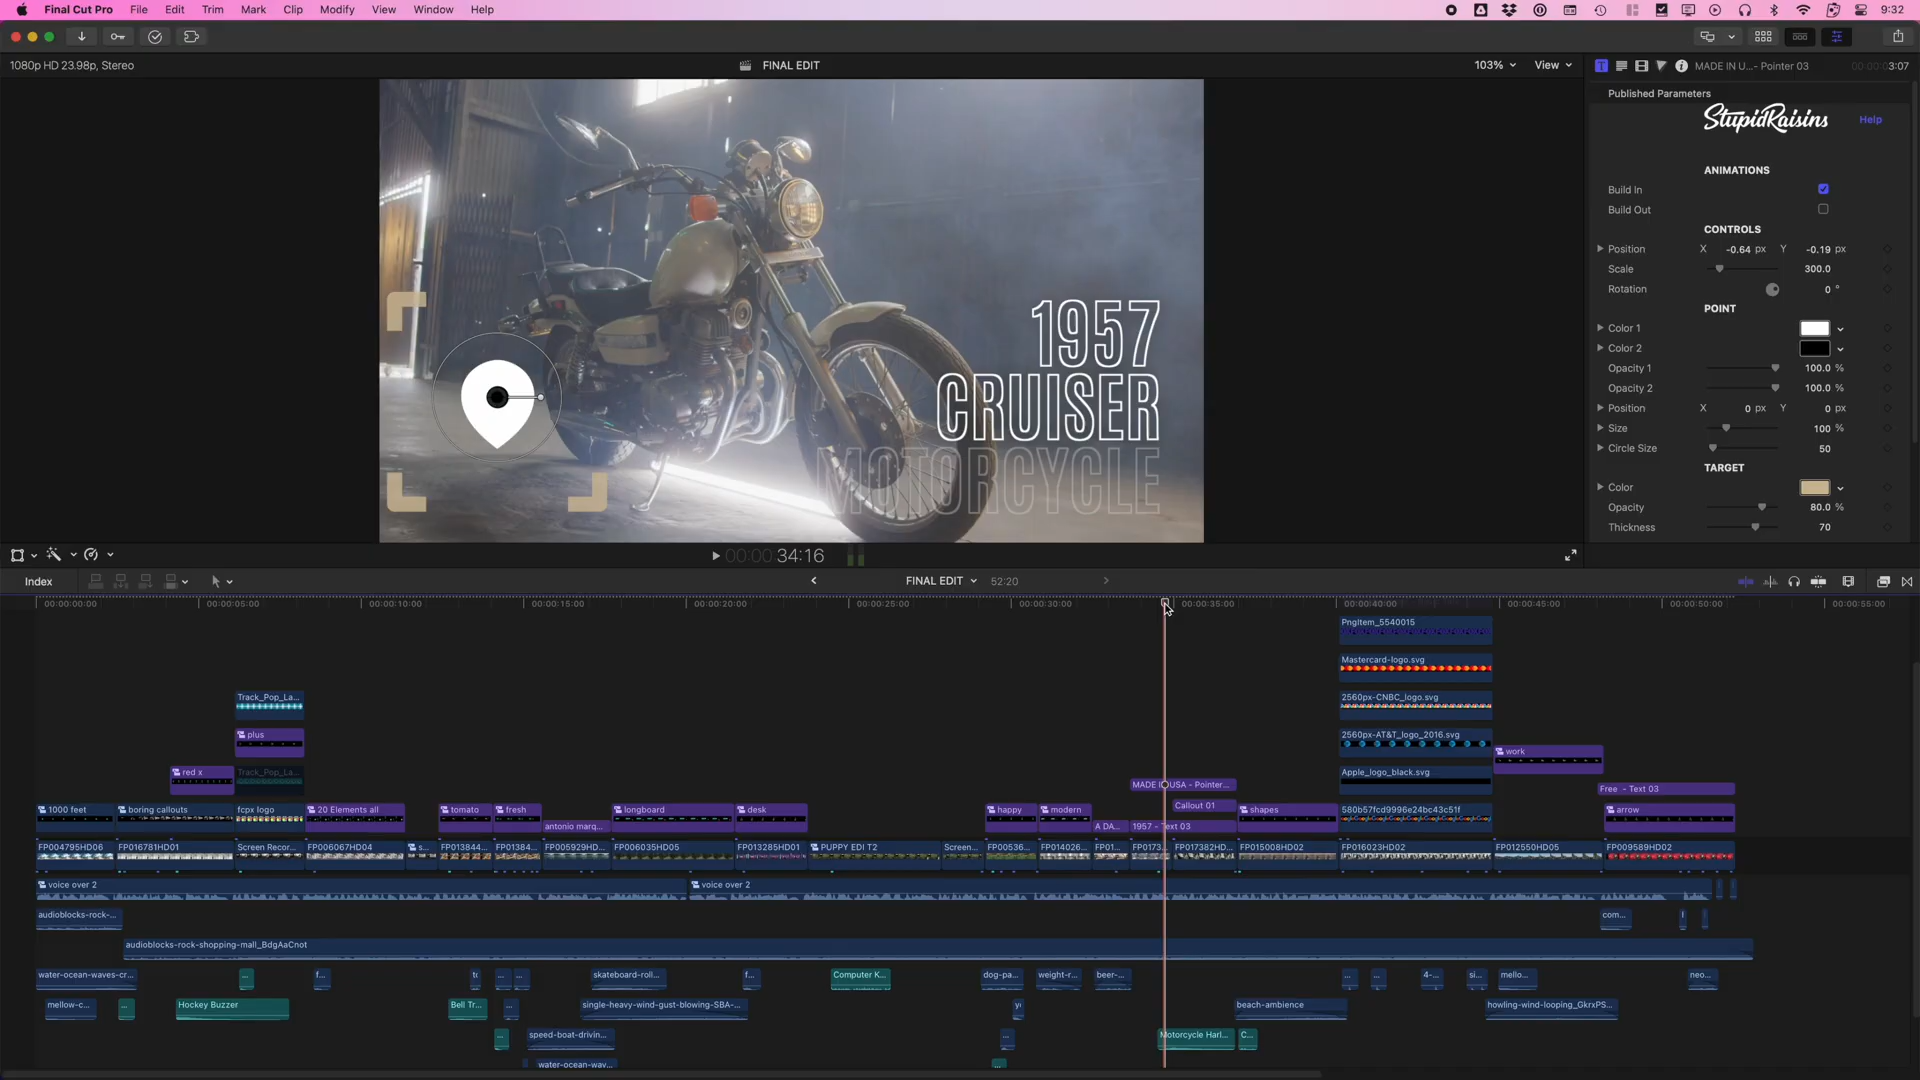 Final Cut Pro File Edit Trim Mark Clip Modify View Window Help 9:32
1080p HD 23.98p, Stereo
FINAL EDIT
103%
View
MADE IN U...- Pointer 03
00:00:03:07
Published Parameters
StupidRaisins
Help
ANIMATIONS
Build In
Build Out
CONTROLS
Position X -0.64 px Y -0.19 px
Scale 300.0
Rotation 0 °
POINT
Color 1
Color 2
Opacity 1 100.0 %
Opacity 2 100.0 %
Position X 0 px Y 0 px
Size 100 %
Circle Size 50
TARGET
Color
Opacity 80.0 %
Thickness 70
1957
CRUISER
MOTORCYCLE
00:00:34:16
Index
FINAL EDIT 52:20
00:00:00:00 00:00:05:00 00:00:10:00 00:00:15:00 00:00:20:00 00:00:25:00 00:00:30:00 00:00:35:00 00:00:40:00 00:00:45:00 00:00:50:00 00:00:55:00
PngItem_5540015
Mastercard-logo.svg
Track_Pop_La...
2560px-CNBC_logo.svg
plus
2560px-AT&T_logo_2016.svg
work
red x
Track_Pop_La...
Apple_logo_black.svg
MADE IN USA - Pointer...
Free - Text 03
Callout 01
1000 feet boring callouts fcpx logo 20 Elements all tomato fresh longboard desk happy modern shapes 580b57fcd9996e24bc43c51f arrow
antonio marq... A DA... 1957 - Text 03
FP004795HD06 FP016781HD01 Screen Recor... FP006067HD04 s... FP013844... FP01384... FP005929HD... FP006035HD05 FP013285HD01 PUPPY EDI T2 Screen... FP00536... FP014026... FP01... FP0173... FP017382HD... FP015008HD02 FP016023HD02 FP012550HD05 FP009589HD02
voice over 2 voice over 2
audioblocks-rock-... com...
audioblocks-rock-shopping-mall_BdgAaCnot
water-ocean-waves-cr... ... f... ... ... skateboard-roll... f... Computer K... dog-pa... weight-r... beer-... ... ... 4-... si... mello... neo...
mellow-c... ... Hockey Buzzer Bell Tr... ... single-heavy-wind-gust-blowing-SBA-... beach-ambience howling-wind-looping_GkrxPS...
... speed-boat-drivin... ... Motorcycle Harl... C...
water-ocean-wav... ...